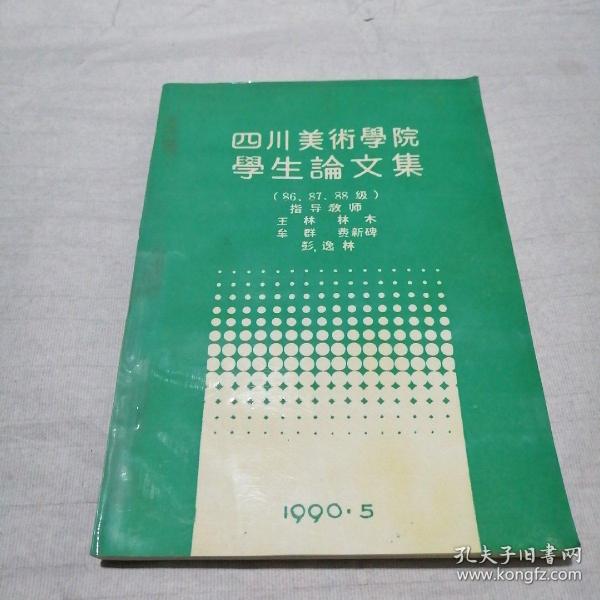 四川美術學院
學生論文集
（86、87、88級）
指导教师
王林 林木
牟群 费新碑
彭逸林
1990·5
孔夫子旧书网
www.kongfz.com